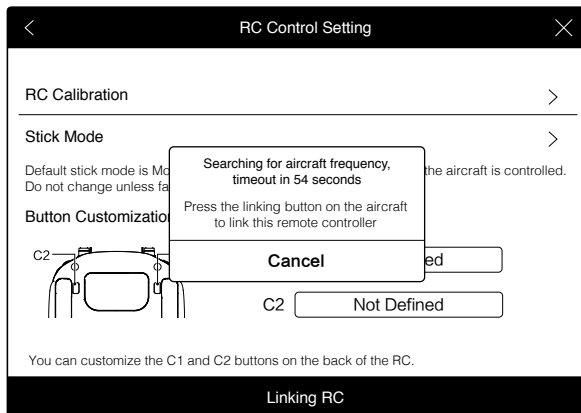 RC Control Setting
RC Calibration
Stick Mode
Default stick mode is Mo
the aircraft is controlled.
Do not change unless fa
Searching for aircraft frequency,
timeout in 54 seconds
Press the linking button on the aircraft
to link this remote controller
Cancel
Button Customization
C2
ed
C2 Not Defined
You can customize the C1 and C2 buttons on the back of the RC.
Linking RC